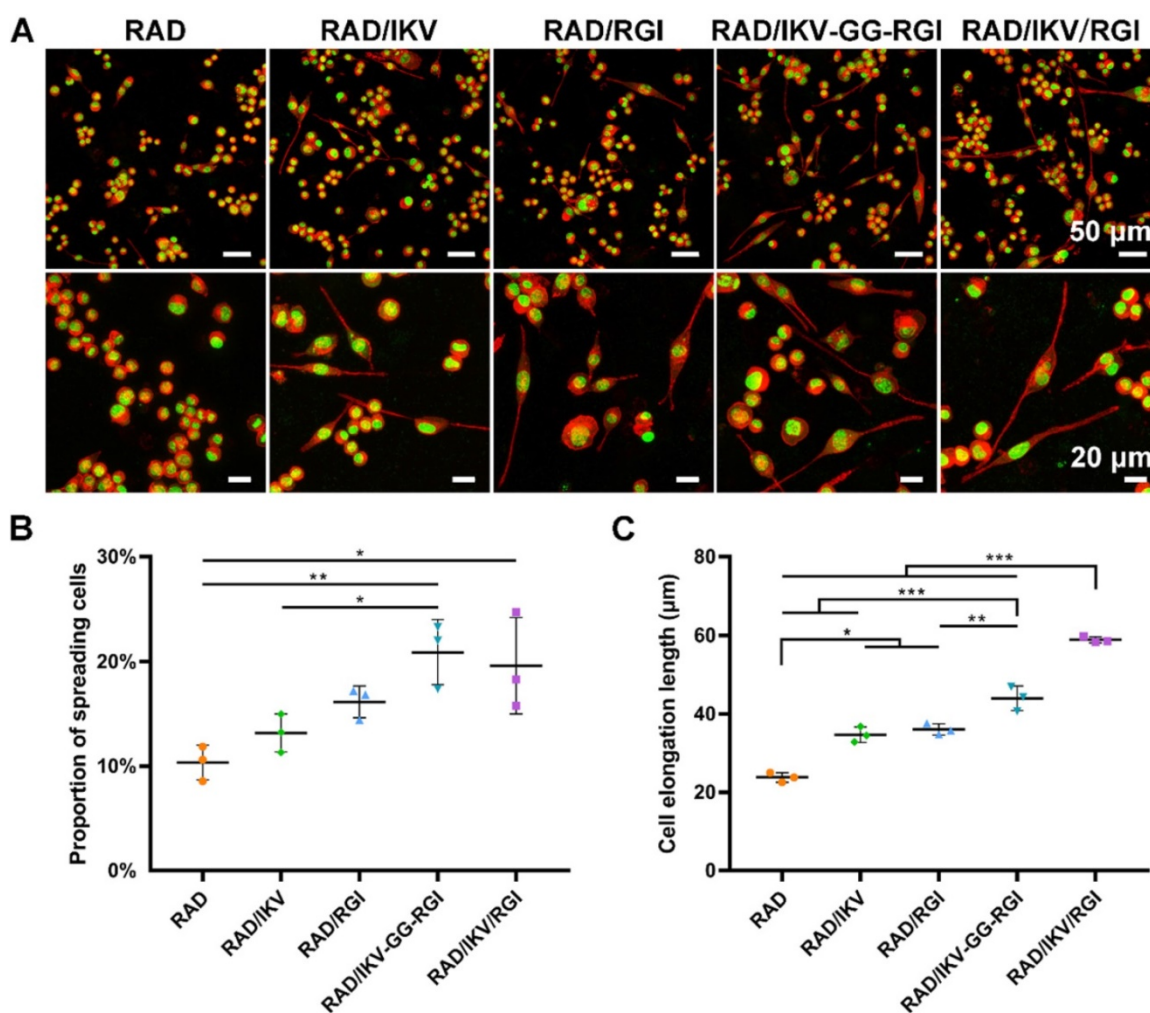 A
RAD RAD/IKV RAD/RGI RAD/IKV-GG-RGI RAD/IKV/RGI
50 μm
20 μm
B
30%
20%
10%
0%
Proportion of spreading cells
*
**
*
RAD
RAD/IKV
RAD/RGI
RAD/IKV-GG-RGI
RAD/IKV/RGI
C
80
60
40
20
0
Cell elongation length (μm)
***
***
**
*
RAD
RAD/IKV
RAD/RGI
RAD/IKV-GG-RGI
RAD/IKV/RGI